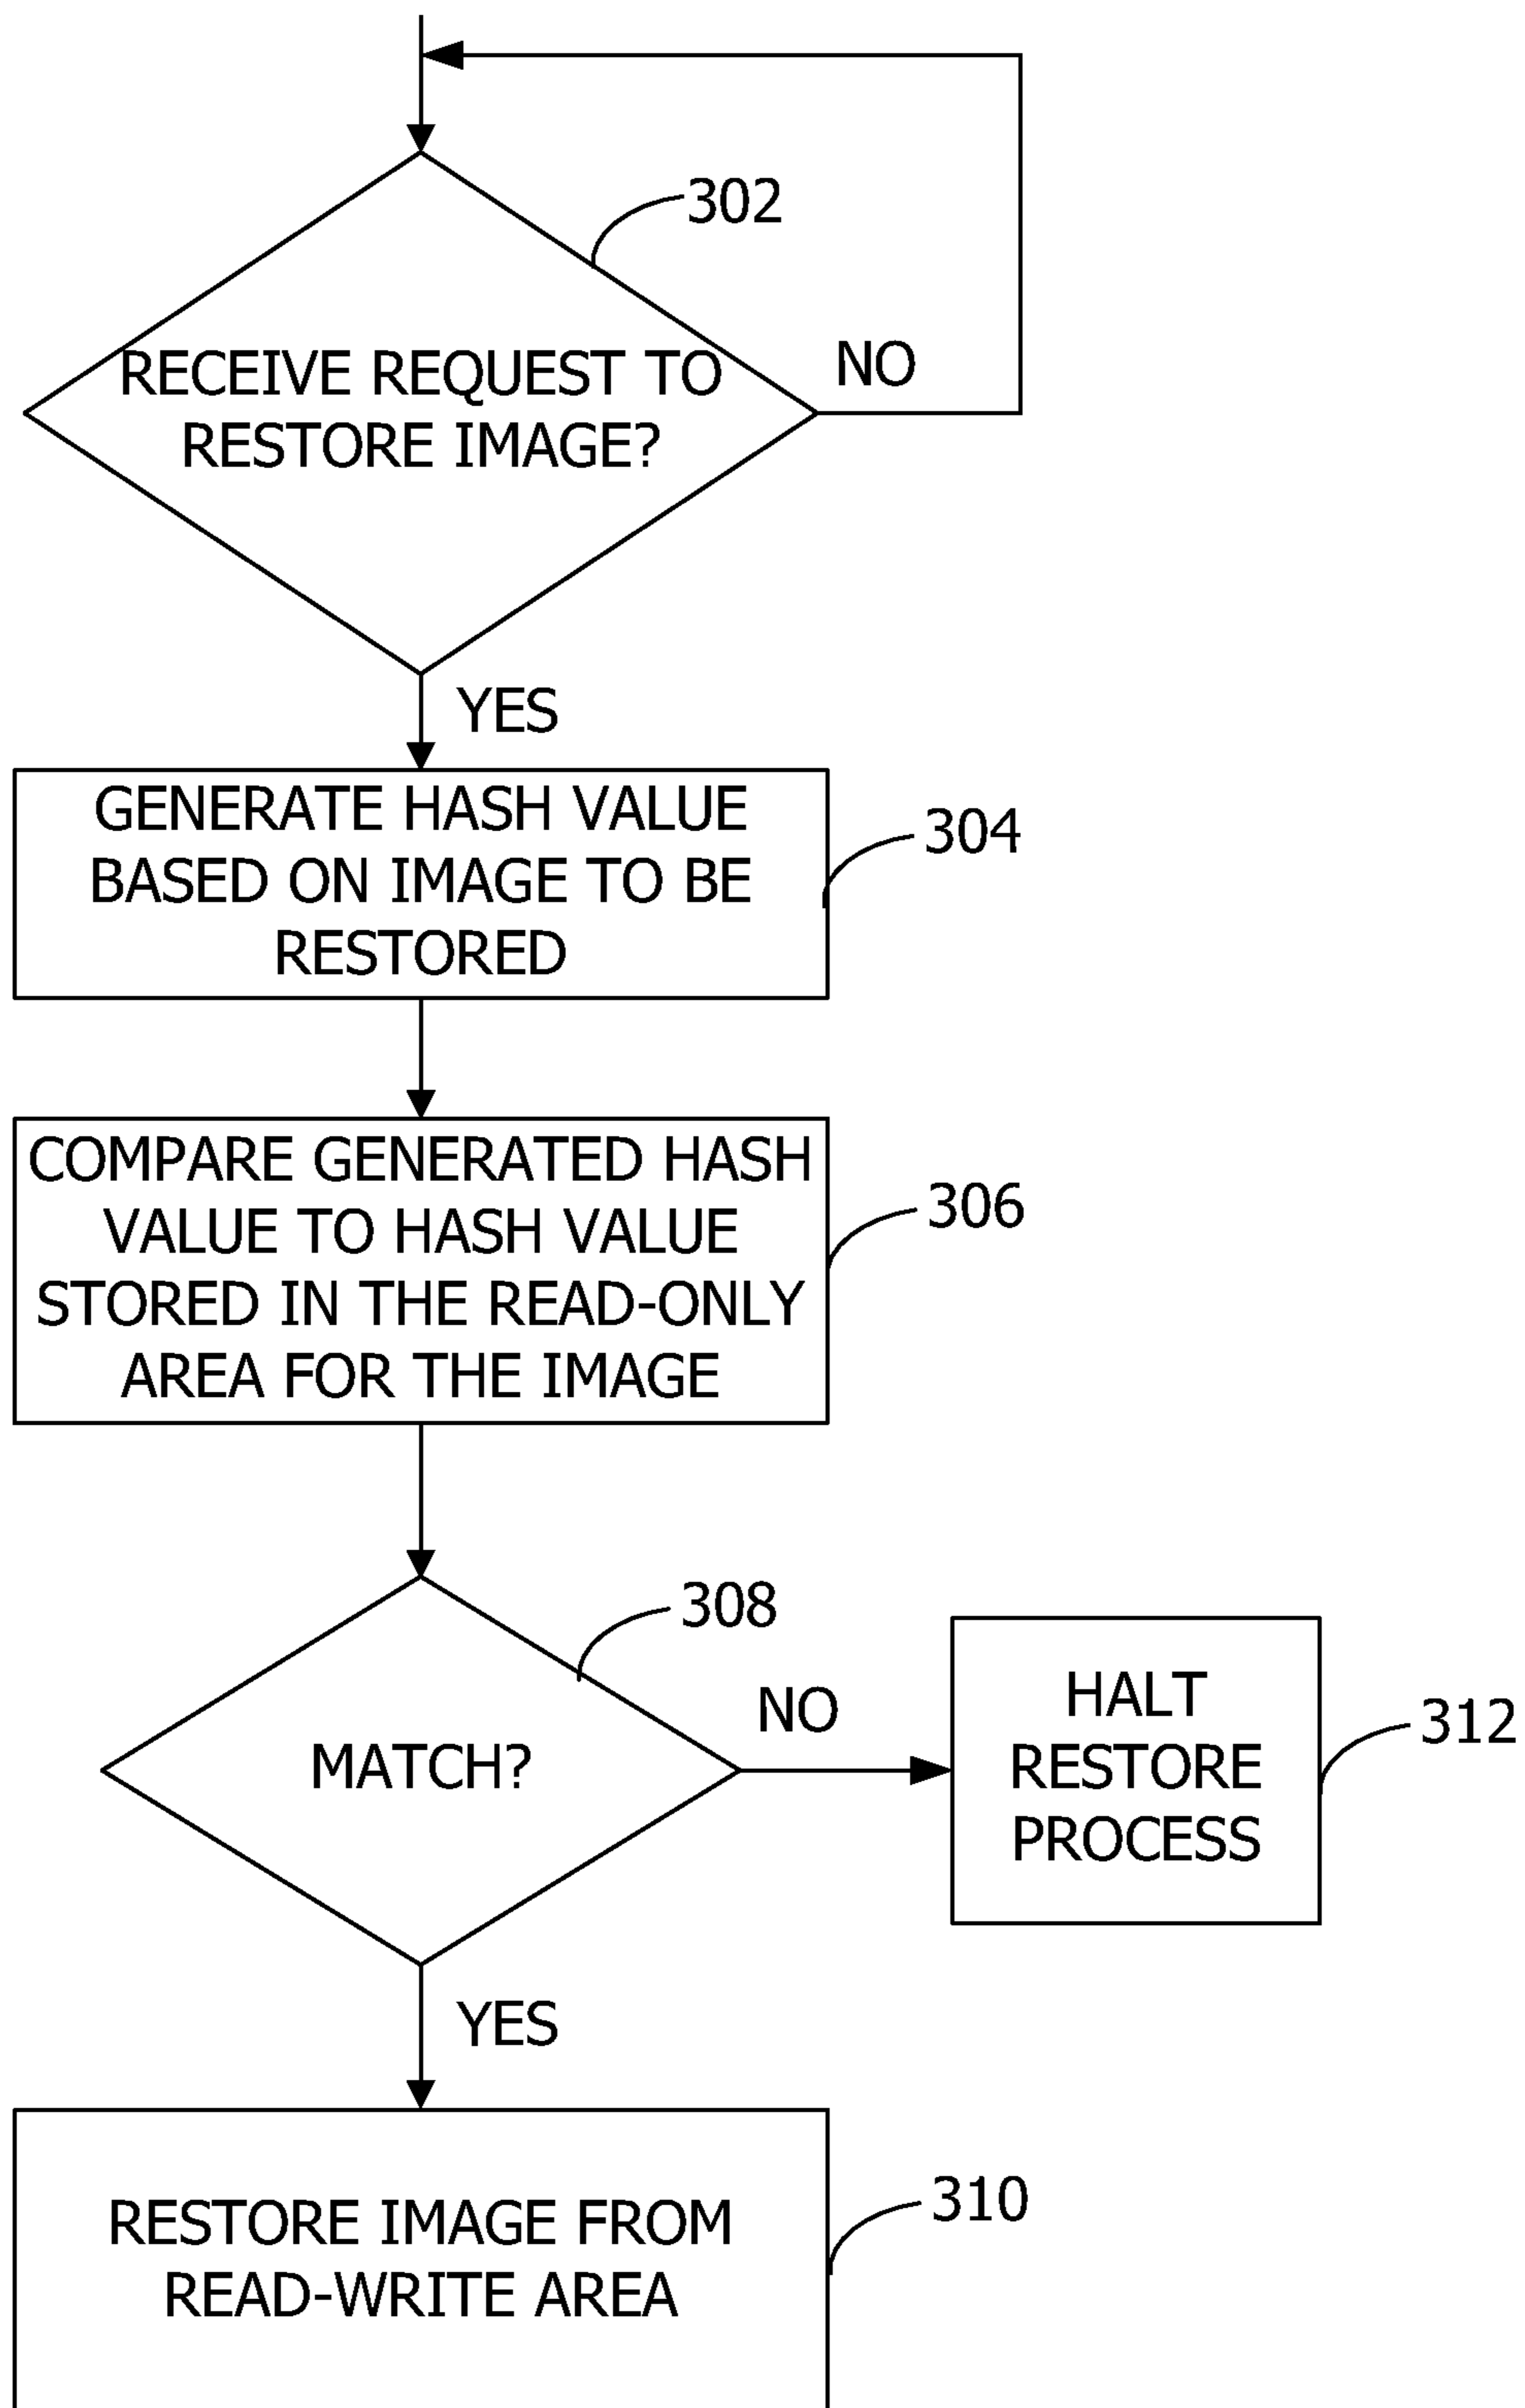 302
RECEIVE REQUEST TO
RESTORE IMAGE?
NO
YES
GENERATE HASH VALUE
BASED ON IMAGE TO BE
RESTORED
304
COMPARE GENERATED HASH
VALUE TO HASH VALUE
STORED IN THE READ-ONLY
AREA FOR THE IMAGE
306
308
MATCH?
NO
HALT
RESTORE
PROCESS
312
YES
RESTORE IMAGE FROM
READ-WRITE AREA
310